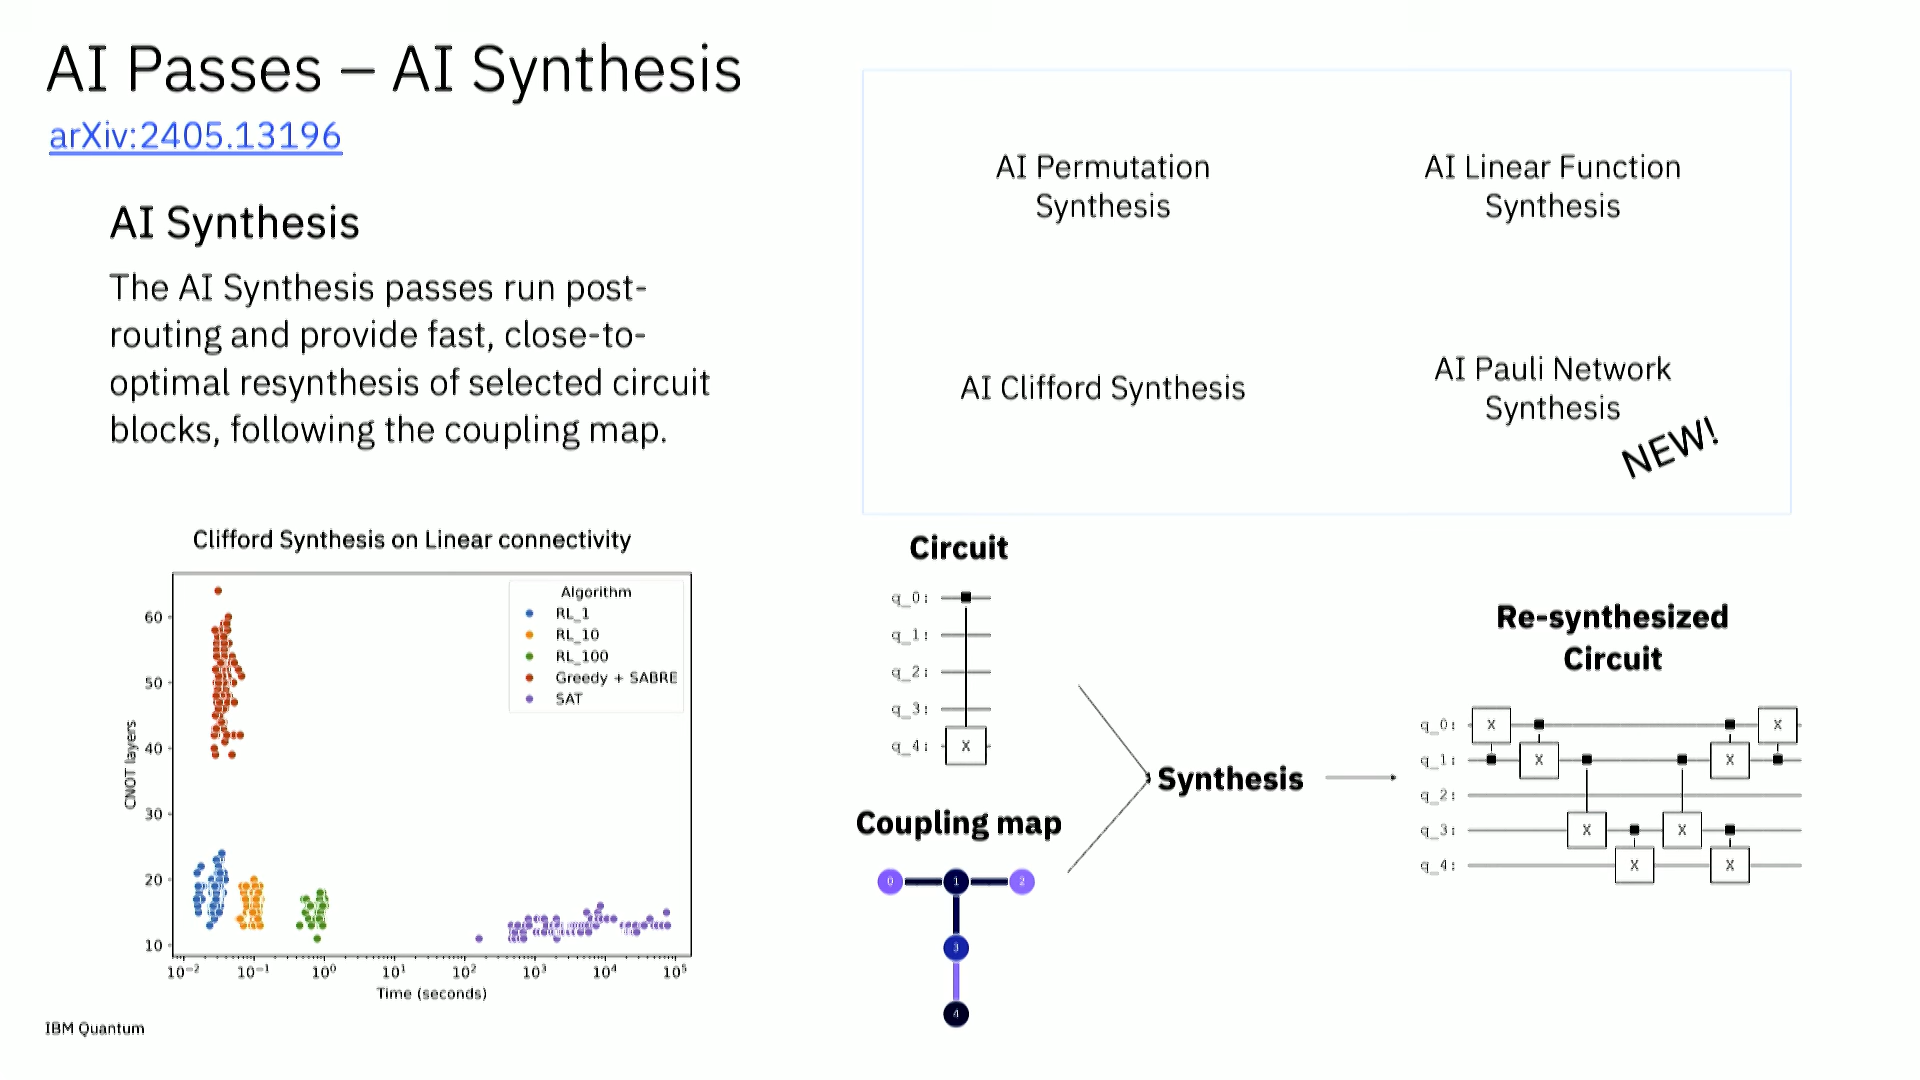 AI Passes – AI Synthesis
arXiv:2405.13196
AI Synthesis
The AI Synthesis passes run post-
routing and provide fast, close-to-
optimal resynthesis of selected circuit
blocks, following the coupling map.
AI Permutation
Synthesis
AI Linear Function
Synthesis
AI Clifford Synthesis
AI Pauli Network
Synthesis
NEW!
Clifford Synthesis on Linear connectivity
Algorithm
RL_1
RL_10
RL_100
Greedy + SABRE
SAT
CNOT layers
60
50
40
30
20
10
10⁻²
10⁻¹
10⁰
10¹
10²
10³
10⁴
10⁵
Time (seconds)
Circuit
q_0:
q_1:
q_2:
q_3:
q_4:
X
Coupling map
0
1
2
3
4
Synthesis
Re-synthesized
Circuit
q_0: X X
q_1: X X
q_2:
q_3: X X
q_4: X X
IBM Quantum